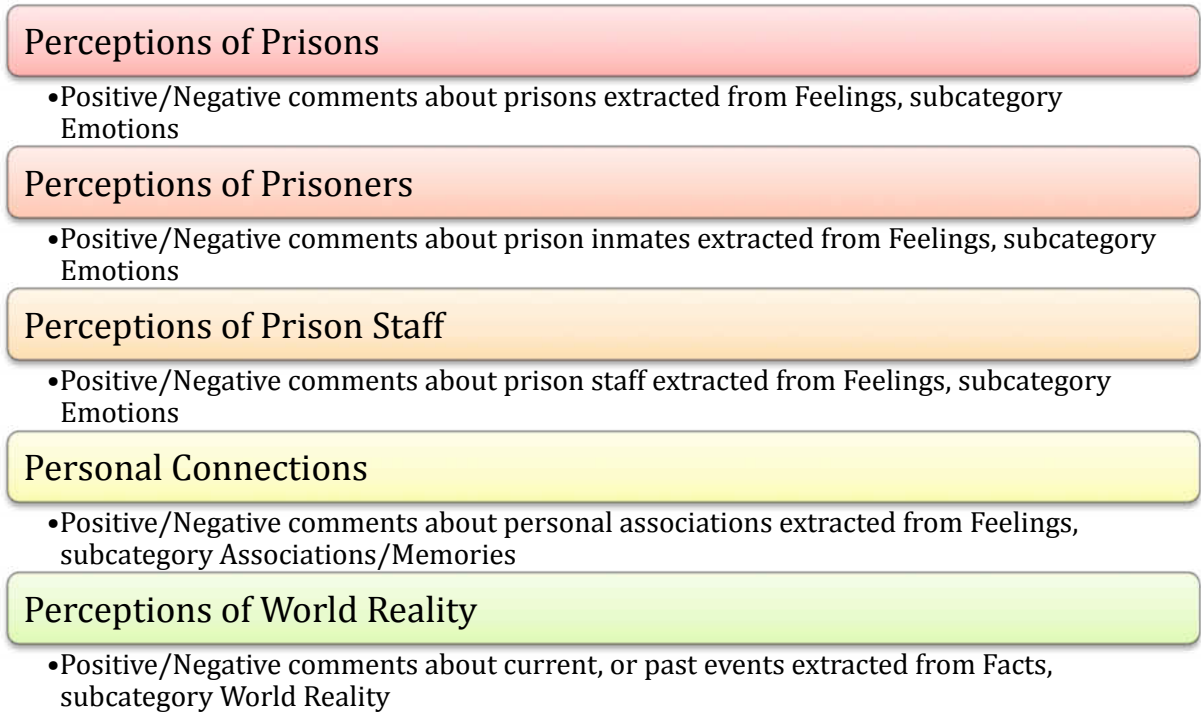 Perceptions of Prisons
•Positive/Negative comments about prisons extracted from Feelings, subcategory
Emotions
Perceptions of Prisoners
•Positive/Negative comments about prison inmates extracted from Feelings, subcategory
Emotions
Perceptions of Prison Staff
•Positive/Negative comments about prison staff extracted from Feelings, subcategory
Emotions
Personal Connections
•Positive/Negative comments about personal associations extracted from Feelings,
subcategory Associations/Memories
Perceptions of World Reality
•Positive/Negative comments about current, or past events extracted from Facts,
subcategory World Reality